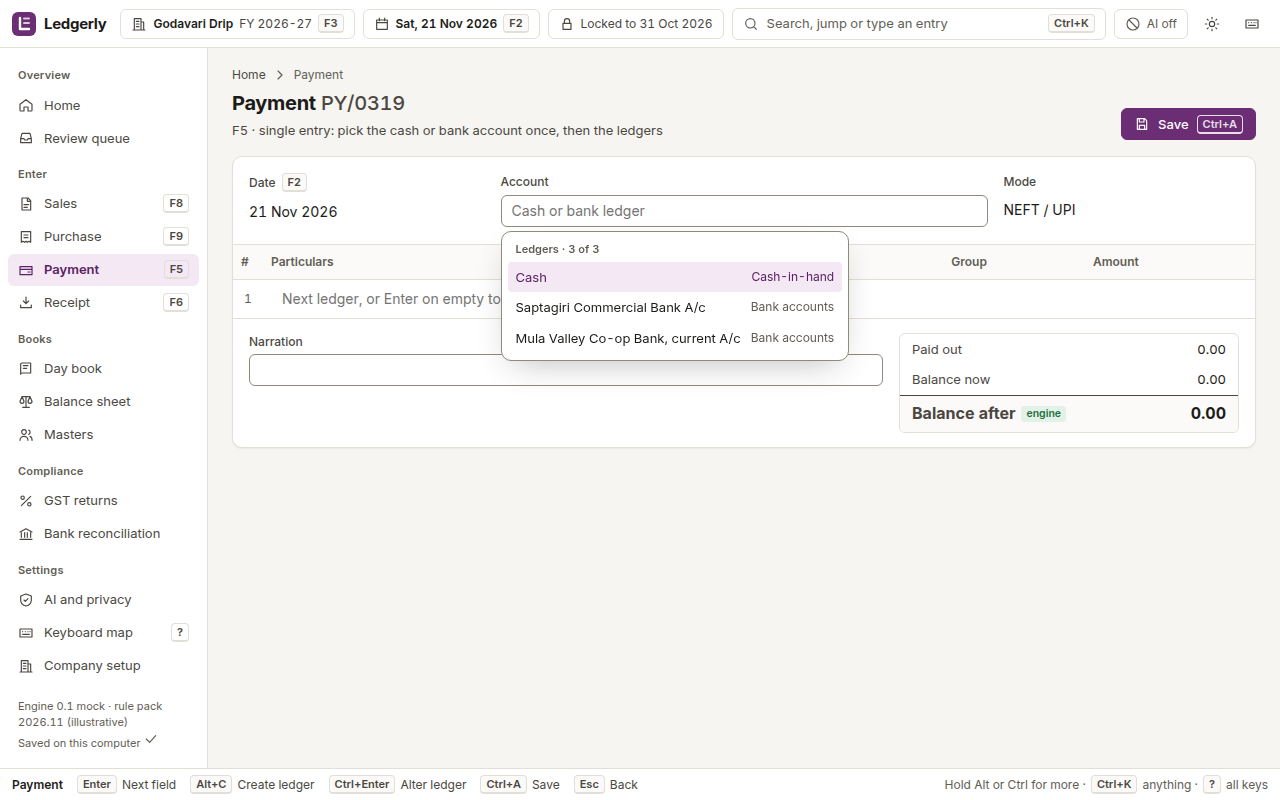 Ledgerly
Godavari Drip FY 2026-27 F3
Sat, 21 Nov 2026 F2
Locked to 31 Oct 2026
Search, jump or type an entry Ctrl+K
AI off
Overview
Home
Review queue
Enter
Sales F8
Purchase F9
Payment F5
Receipt F6
Books
Day book
Balance sheet
Masters
Compliance
GST returns
Bank reconciliation
Settings
AI and privacy
Keyboard map ?
Company setup
Engine 0.1 mock · rule pack
2026.11 (illustrative)
Saved on this computer
Home Payment
Payment PY/0319
F5 · single entry: pick the cash or bank account once, then the ledgers
Save Ctrl+A
Date F2
21 Nov 2026
Account
Cash or bank ledger
Mode
NEFT / UPI
Ledgers · 3 of 3
Cash Cash-in-hand
Saptagiri Commercial Bank A/c Bank accounts
Mula Valley Co-op Bank, current A/c Bank accounts
# Particulars Group Amount
1 Next ledger, or Enter on empty to
Narration
Paid out 0.00
Balance now 0.00
Balance after engine 0.00
Payment Enter Next field Alt+C Create ledger Ctrl+Enter Alter ledger Ctrl+A Save Esc Back
Hold Alt or Ctrl for more · Ctrl+K anything · ? all keys